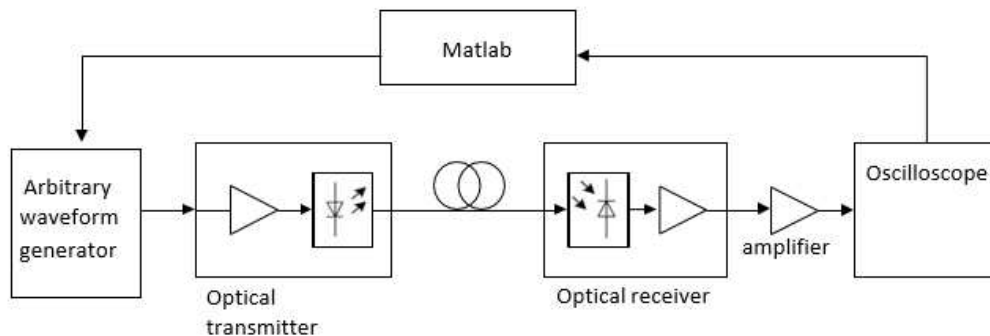 Matlab
Arbitrary
waveform
generator
Oscilloscope
amplifier
Optical
transmitter
Optical receiver